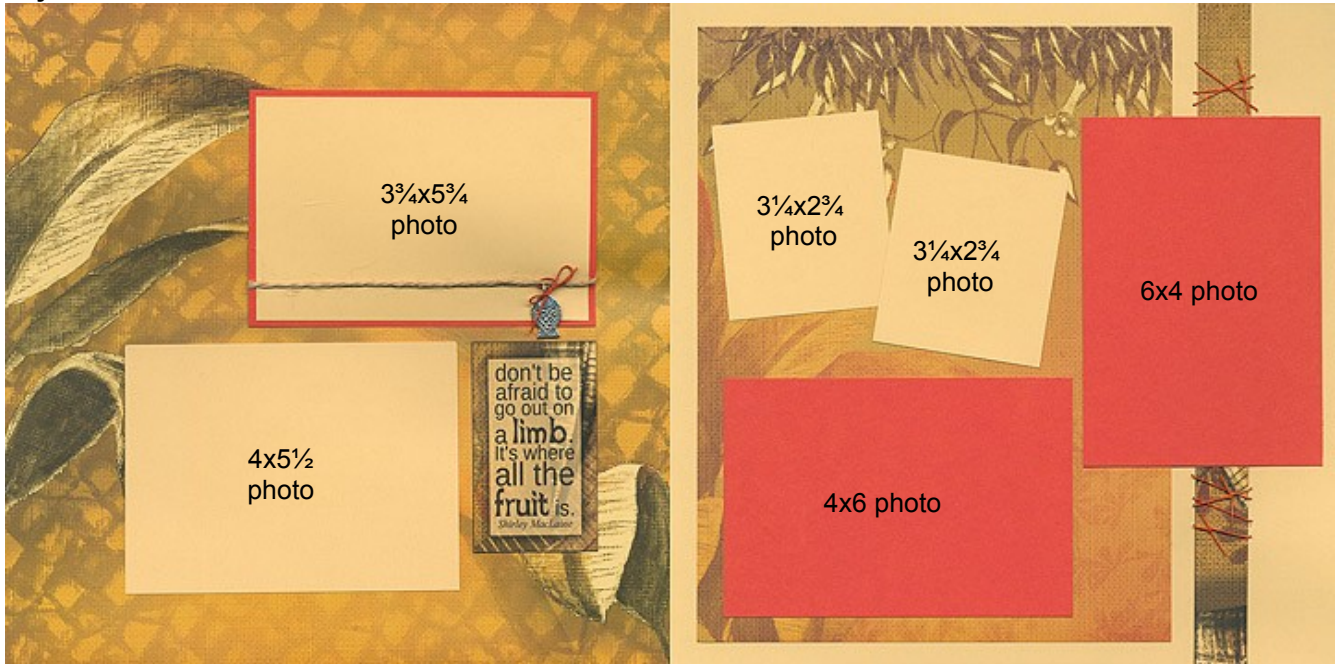 3¾x5¾
photo
4x5½
photo
don't be
afraid to
go out on
a limb.
It's where
all the
fruit is.
Shirley MacLaine
3¼x2¾
photo
3¼x2¾
photo
6x4 photo
4x6 photo